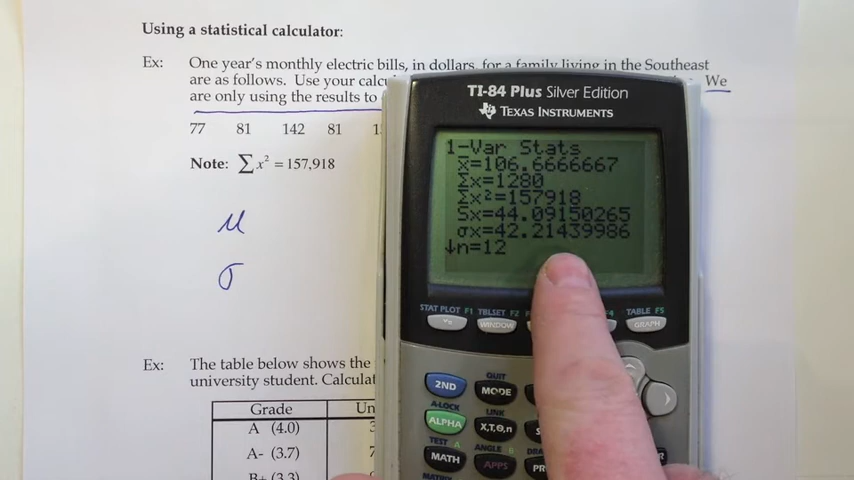 Using a statistical calculator:
Ex: One year's monthly electric bills, in dollars, for a family living in the Southeast
are as follows. Use your We
are only using the results to
77 81 142 81
Note: ∑x² = 157,918
μ
σ
Ex: The table below shows the
university student.
Grade
A (4.0)
A- (3.7)
B+ (3.3)
TI-84 Plus Silver Edition
TEXAS INSTRUMENTS
1-Var Stats
x̄=106.6666667
Σx=1280
Σx²=157918
Sx=44.09150265
σx=42.21439986
↓n=12
STAT PLOT F1 TBLSET F2 TABLE F5
Y= WINDOW GRAPH
QUIT
2ND MODE
A-LOCK LINK
ALPHA X,T,Θ,n
TEST A ANGLE B
MATH APPS